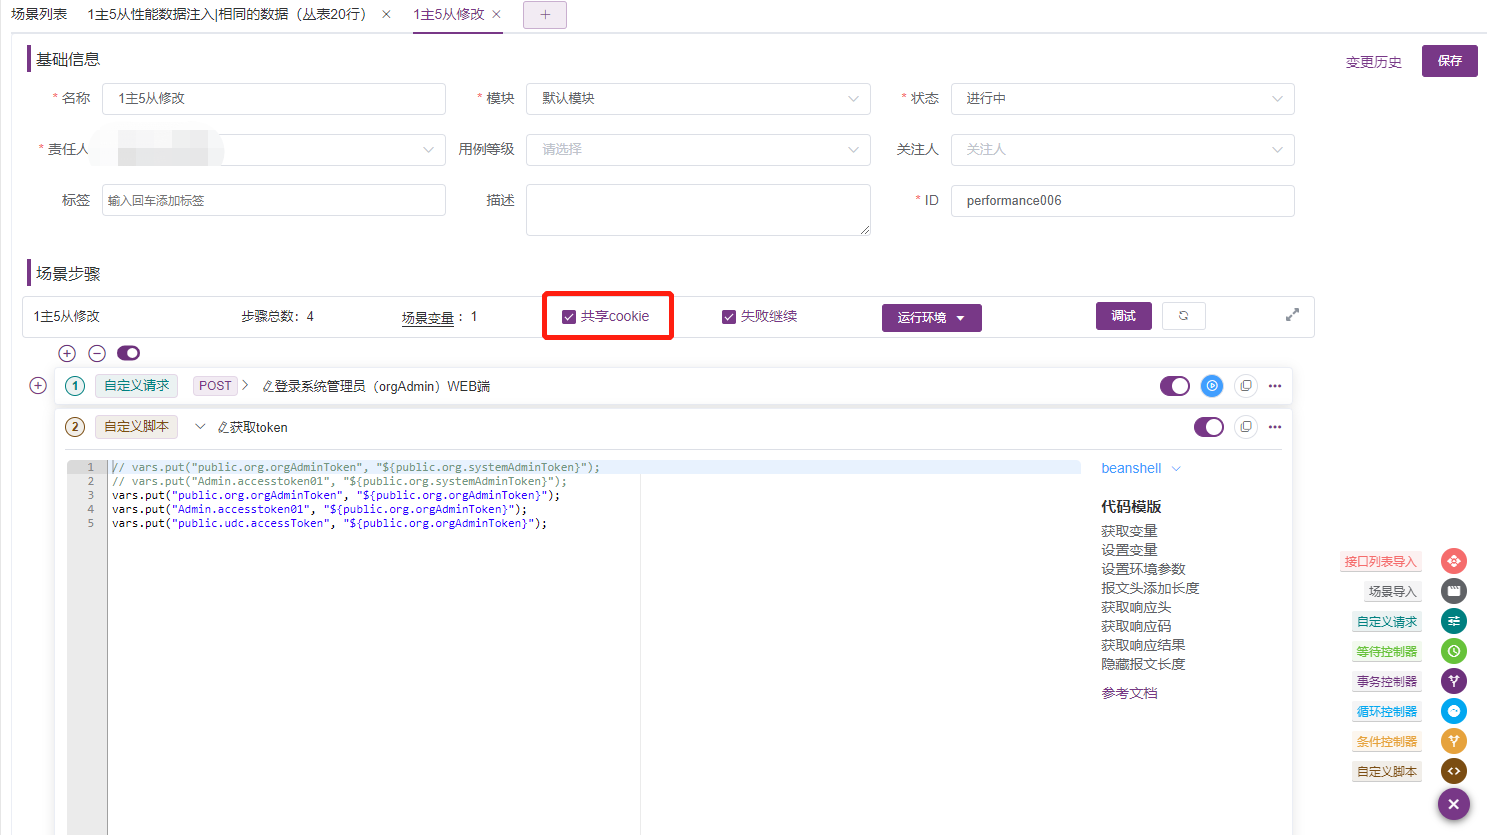 场景列表 1主5从性能数据注入|相同的数据（丛表20行） × 1主5从修改 × +
基础信息
变更历史 保存
* 名称 1主5从修改 * 模块 默认模块 * 状态 进行中
* 责任人 用例等级 请选择 关注人 关注人
标签 输入回车添加标签 描述 * ID performance006
场景步骤
1主5从修改 步骤总数：4 场景变量：1 共享cookie 失败继续 运行环境 调试
1 自定义请求 POST 登录系统管理员（orgAdmin）WEB端
2 自定义脚本 获取token
1 // vars.put("public.org.orgAdminToken", "${public.org.systemAdminToken}");
2 // vars.put("Admin.accesstoken01", "${public.org.systemAdminToken}");
3 vars.put("public.org.orgAdminToken", "${public.org.orgAdminToken}");
4 vars.put("Admin.accesstoken01", "${public.org.orgAdminToken}");
5 vars.put("public.udc.accessToken", "${public.org.orgAdminToken}");
beanshell
代码模版
获取变量
设置变量
设置环境参数
报文头添加长度
获取响应头
获取响应码
获取响应结果
隐藏报文长度
参考文档
接口列表导入
场景导入
自定义请求
等待控制器
事务控制器
循环控制器
条件控制器
自定义脚本